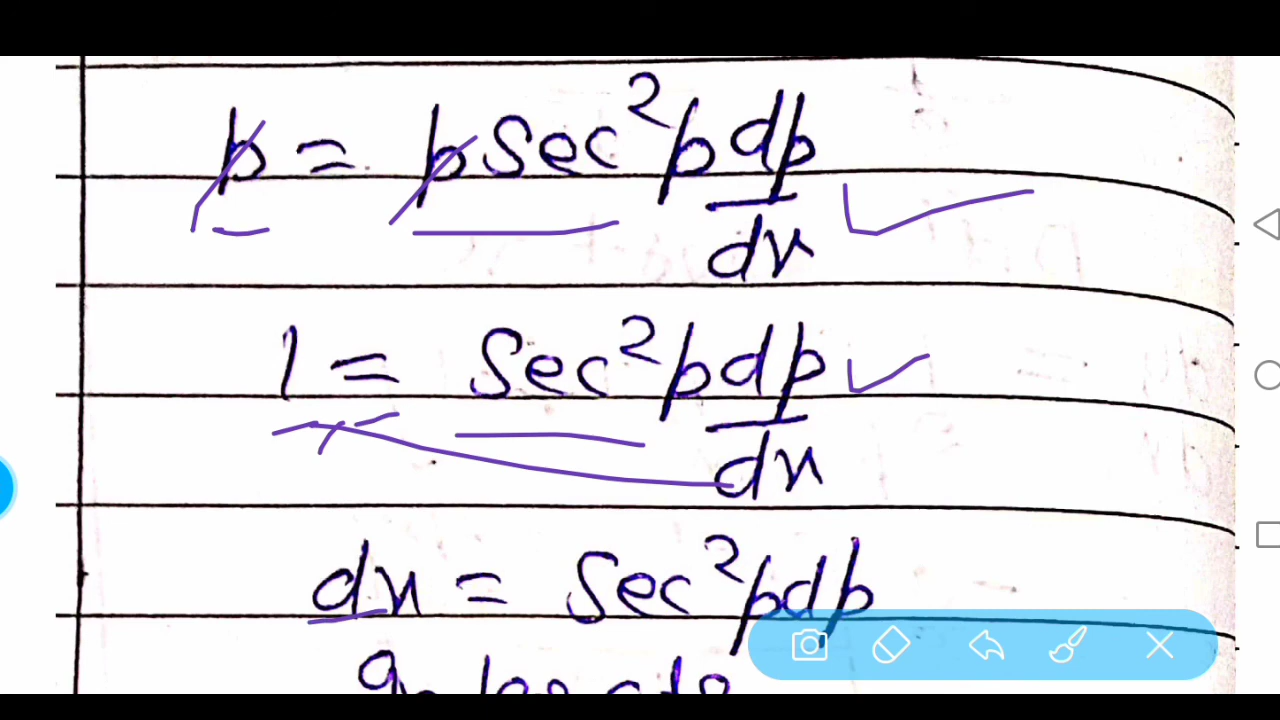 p = p sec²p dp/dx
1 = sec²p dp/dx
dx = sec²p dp